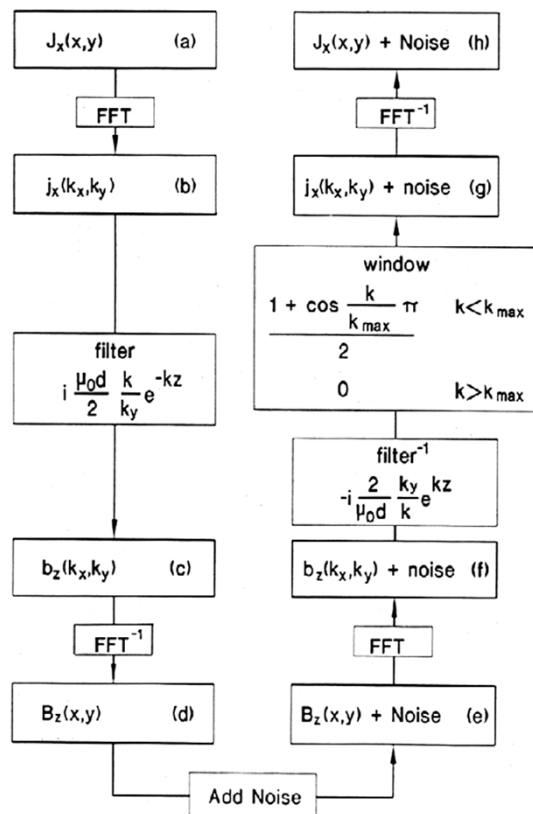 Jx(x,y) (a)
FFT
jx(kx,ky) (b)
filter
i μ0d/2 k/ky e^-kz
bz(kx,ky) (c)
FFT^-1
Bz(x,y) (d)
Add Noise
Bz(x,y) + Noise (e)
FFT
bz(kx,ky) + noise (f)
filter^-1
-i 2/μ0d ky/k e^kz
window
1 + cos k/kmax π / 2 k<kmax
0 k>kmax
jx(kx,ky) + noise (g)
FFT^-1
Jx(x,y) + Noise (h)